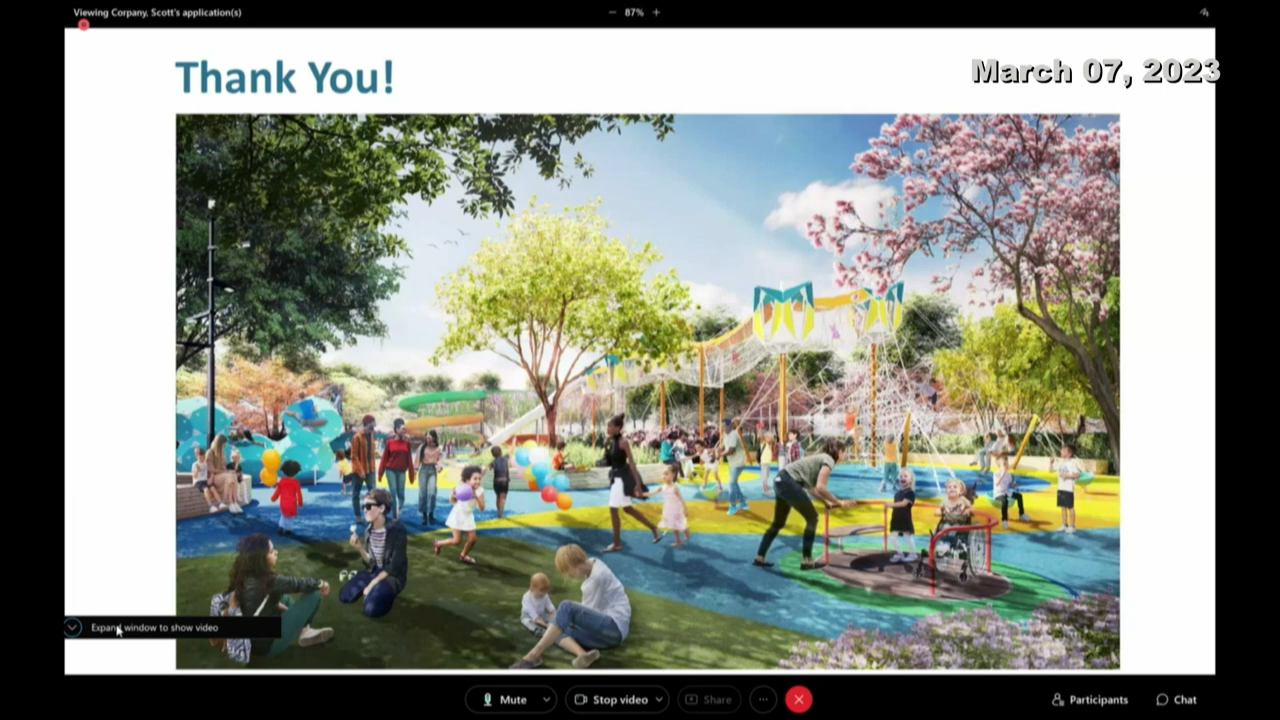 Viewing Corpany, Scott's application(s)
87%
Thank You!
March 07, 2023
Expand window to show video
Mute
Stop video
Share
Participants
Chat